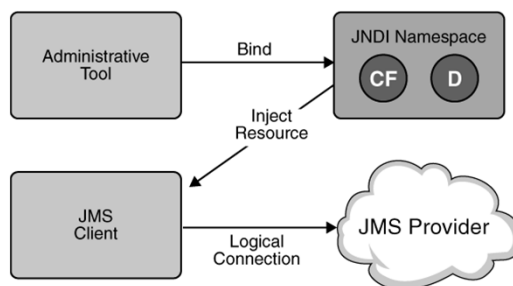 Administrative
Tool
Bind
JNDI Namespace
CF
D
Inject
Resource
JMS
Client
Logical
Connection
JMS Provider